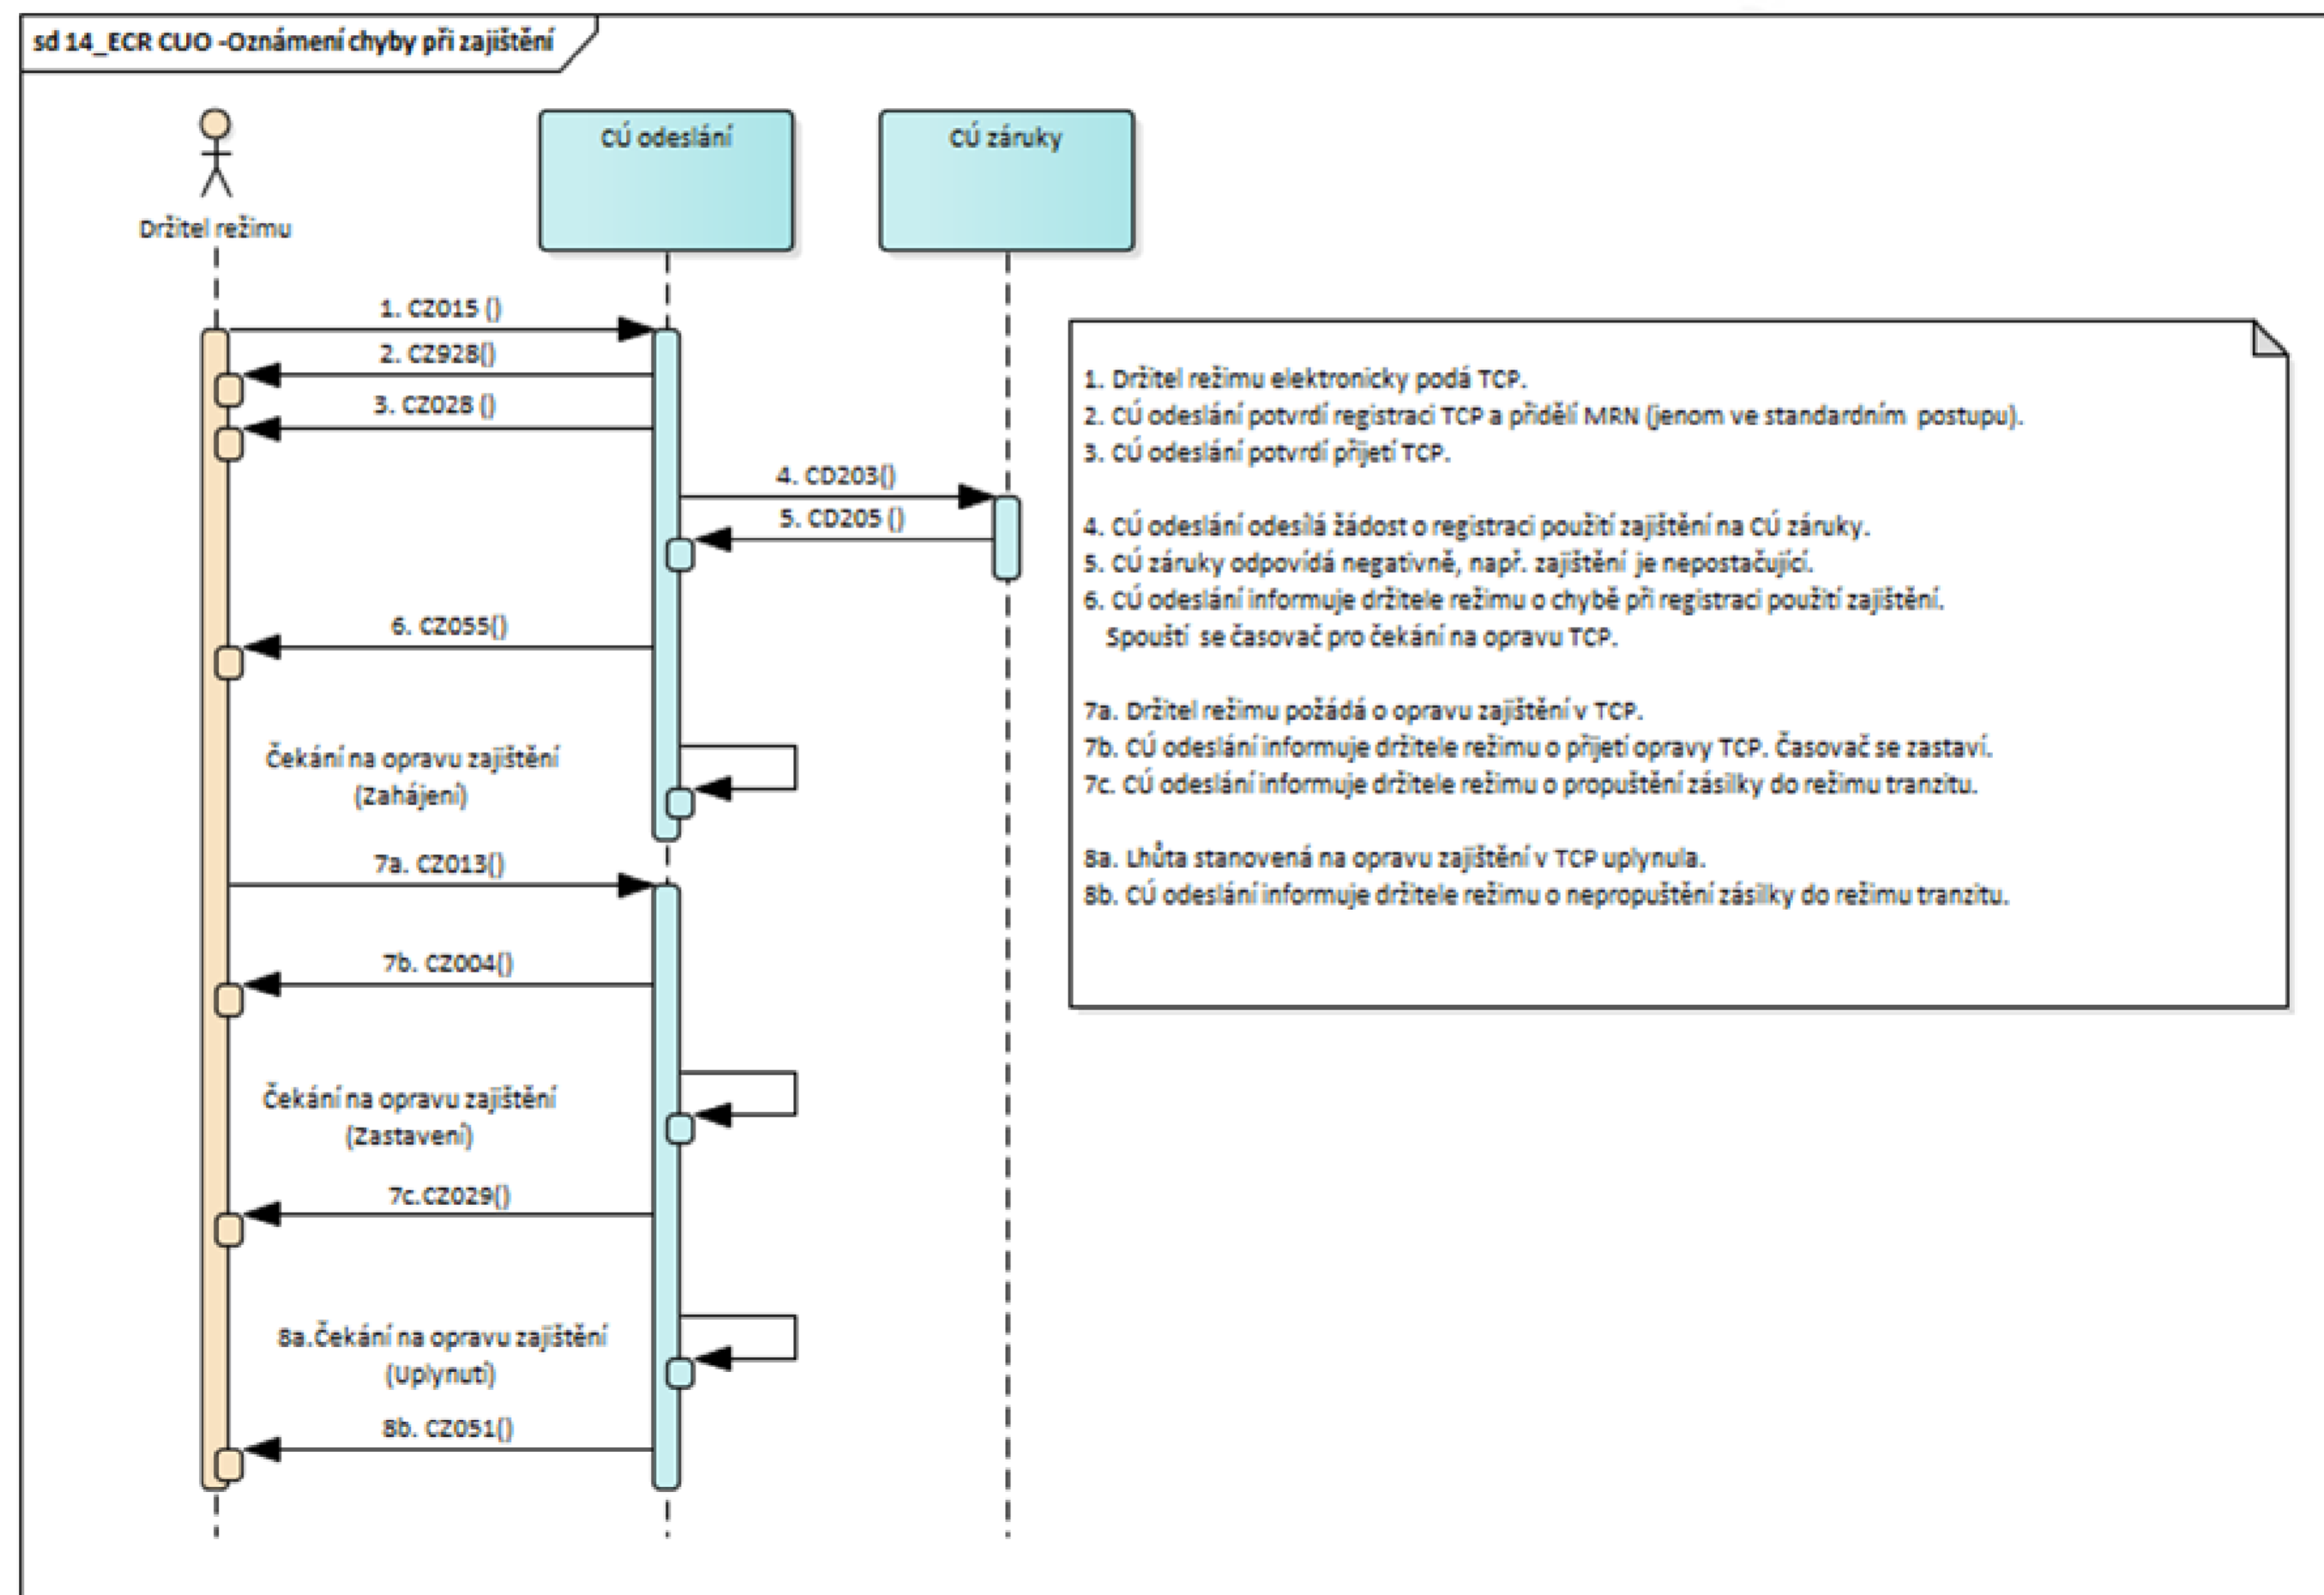 sd 14_ECR CUO -Oznámení chyby při zajištění
Držitel režimu
CÚ odeslání
CÚ záruky
1. CZ015 ()
2. CZ928()
3. CZ028 ()
4. CD203()
5. CD205 ()
6. CZ055()
Čekání na opravu zajištění
(Zahájení)
7a. CZ013()
7b. CZ004()
Čekání na opravu zajištění
(Zastavení)
7c.CZ029()
8a.Čekání na opravu zajištění
(Uplynutí)
8b. CZ051()
1. Držitel režimu elektronicky podá TCP.
2. CÚ odeslání potvrdí registraci TCP a přidělí MRN (jenom ve standardním postupu).
3. CÚ odeslání potvrdí přijetí TCP.
4. CÚ odeslání odesílá žádost o registraci použití zajištění na CÚ záruky.
5. CÚ záruky odpovídá negativně, např. zajištění je nepostačující.
6. CÚ odeslání informuje držitele režimu o chybě při registraci použití zajištění.
Spouští se časovač pro čekání na opravu TCP.
7a. Držitel režimu požádá o opravu zajištění v TCP.
7b. CÚ odeslání informuje držitele režimu o přijetí opravy TCP. Časovač se zastaví.
7c. CÚ odeslání informuje držitele režimu o propuštění zásilky do režimu tranzitu.
8a. Lhůta stanovená na opravu zajištění v TCP uplynula.
8b. CÚ odeslání informuje držitele režimu o nepropuštění zásilky do režimu tranzitu.